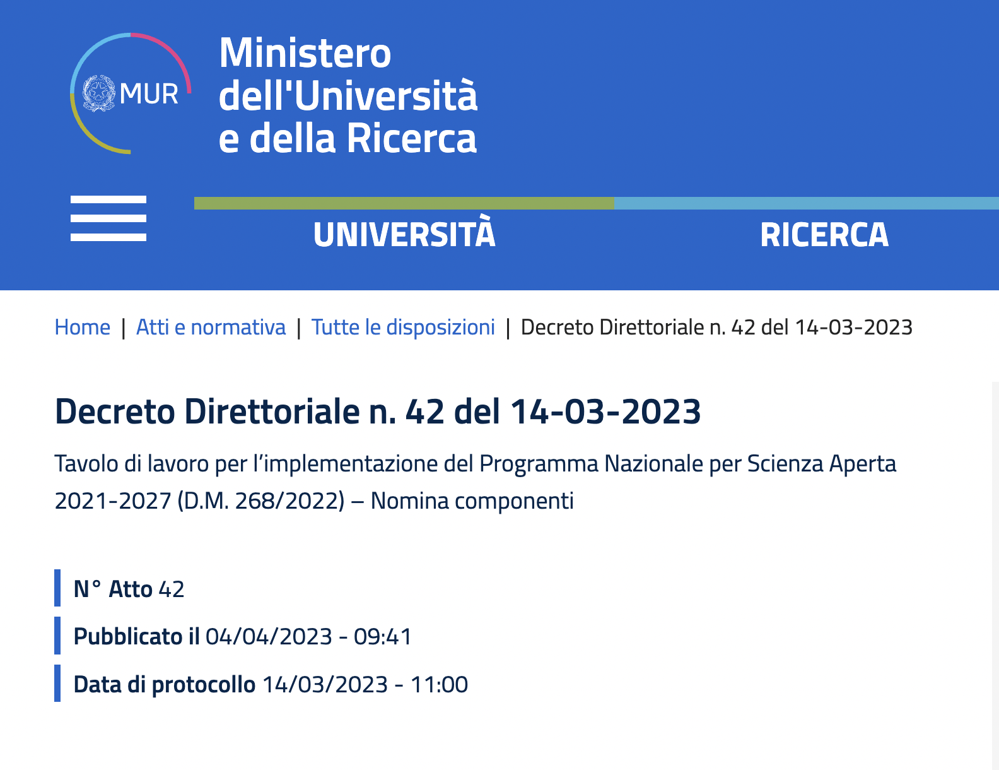 MUR
Ministero
dell'Università
e della Ricerca
UNIVERSITÀ
RICERCA
Home | Atti e normativa | Tutte le disposizioni | Decreto Direttoriale n. 42 del 14-03-2023
Decreto Direttoriale n. 42 del 14-03-2023
Tavolo di lavoro per l’implementazione del Programma Nazionale per Scienza Aperta
2021-2027 (D.M. 268/2022) – Nomina componenti
N° Atto 42
Pubblicato il 04/04/2023 - 09:41
Data di protocollo 14/03/2023 - 11:00